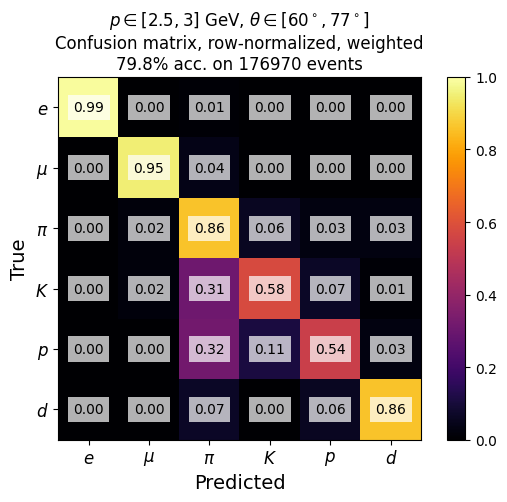 p ∈ [2.5, 3] GeV, θ ∈ [60°, 77°]
Confusion matrix, row-normalized, weighted
79.8% acc. on 176970 events
True
e 0.99 0.00 0.01 0.00 0.00 0.00
μ 0.00 0.95 0.04 0.00 0.00 0.00
π 0.00 0.02 0.86 0.06 0.03 0.03
K 0.00 0.02 0.31 0.58 0.07 0.01
p 0.00 0.00 0.32 0.11 0.54 0.03
d 0.00 0.00 0.07 0.00 0.06 0.86
e μ π K p d
Predicted
1.0
0.8
0.6
0.4
0.2
0.0